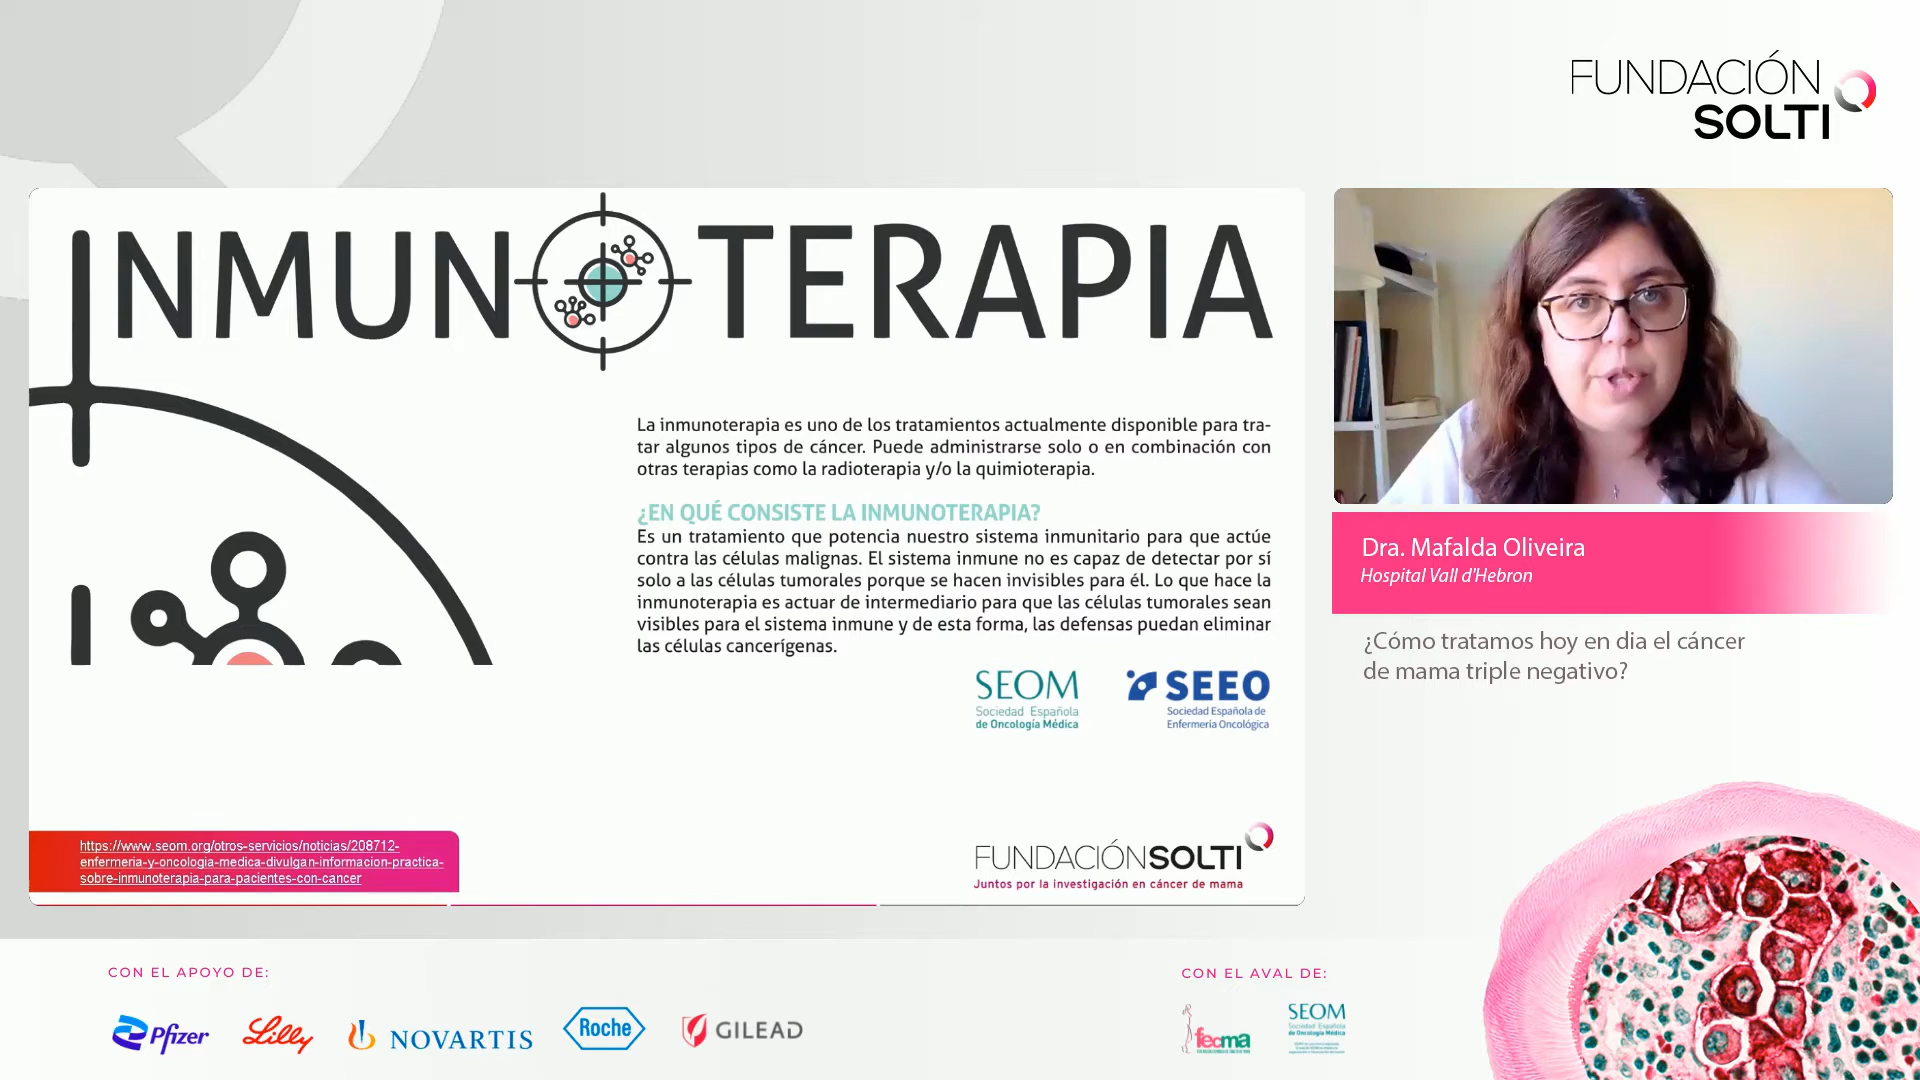 FUNDACIÓN
SOLTI
INMUNOTERAPIA
La inmunoterapia es uno de los tratamientos actualmente disponible para tra-
tar algunos tipos de cáncer. Puede administrarse solo o en combinación con
otras terapias como la radioterapia y/o la quimioterapia.
¿EN QUÉ CONSISTE LA INMUNOTERAPIA?
Es un tratamiento que potencia nuestro sistema inmunitario para que actúe
contra las células malignas. El sistema inmune no es capaz de detectar por sí
solo a las células tumorales porque se hacen invisibles para él. Lo que hace la
inmunoterapia es actuar de intermediario para que las células tumorales sean
visibles para el sistema inmune y de esta forma, las defensas puedan eliminar
las células cancerígenas.
SEOM
Sociedad Española
de Oncología Médica
SEEO
Sociedad Española de
Enfermería Oncológica
https://www.seom.org/otros-servicios/noticias/208712-
enfermeria-y-oncologia-medica-divulgan-informacion-practica-
sobre-inmunoterapia-para-pacientes-con-cancer
FUNDACIÓN SOLTI
Juntos por la investigación en cáncer de mama
Dra. Mafalda Oliveira
Hospital Vall d'Hebron
¿Cómo tratamos hoy en dia el cáncer
de mama triple negativo?
CON EL APOYO DE:
Pfizer
Lilly
NOVARTIS
Roche
GILEAD
CON EL AVAL DE:
fecma
SEOM
Sociedad Española
de Oncología Médica